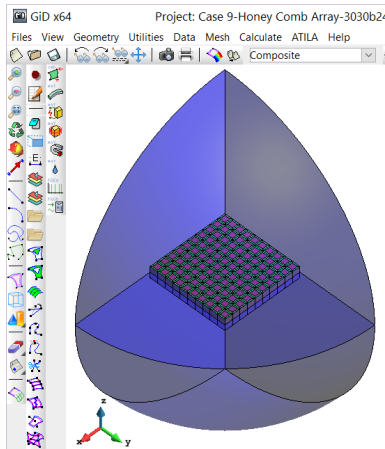 GiD x64 Project: Case 9-Honey Comb Array-3030b24
Files View Geometry Utilities Data Mesh Calculate ATILA Help
Composite
.E.
z
x y